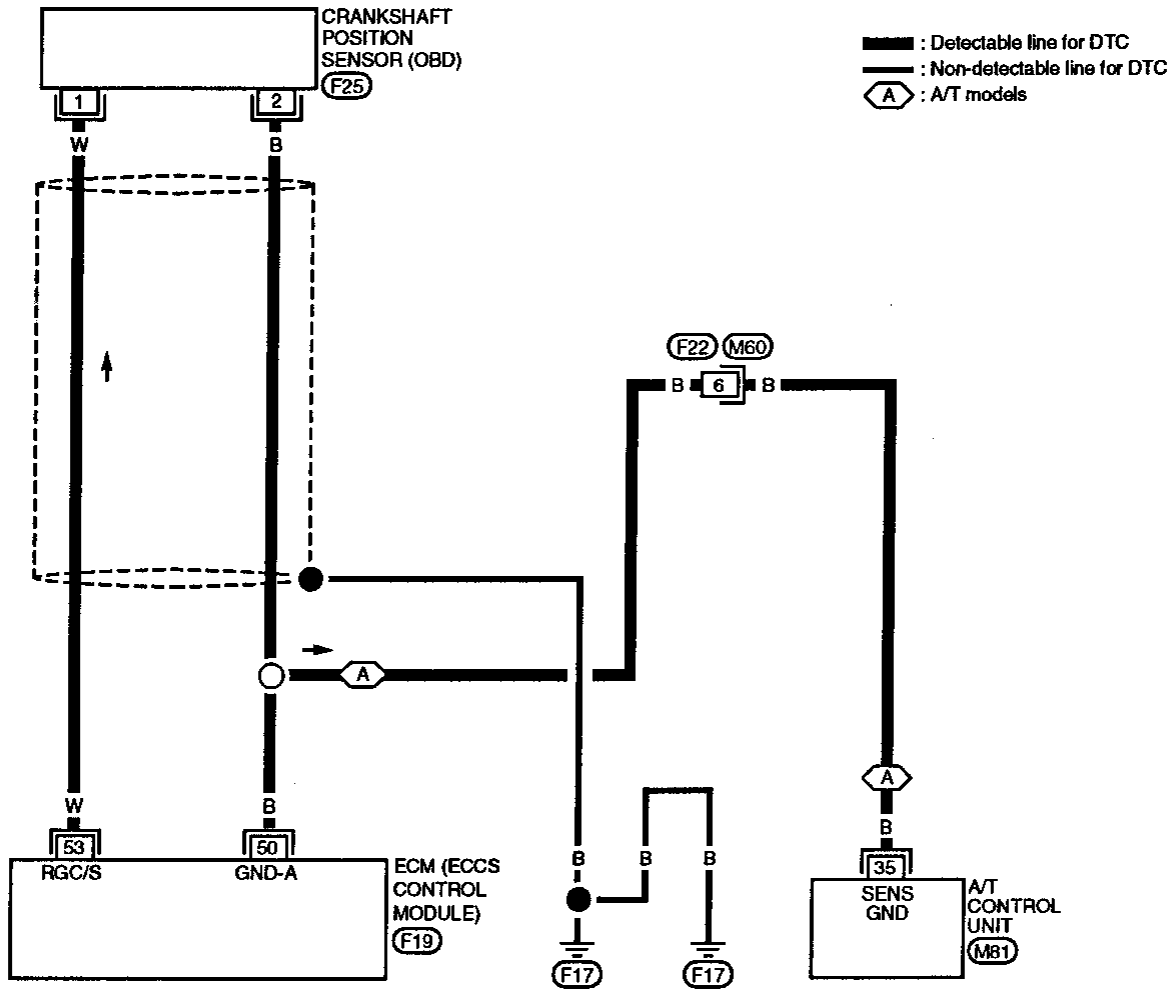 CRANKSHAFT
POSITION
SENSOR (OBD)
F25
: Detectable line for DTC
: Non-detectable line for DTC
A : A/T models
1 2
W B
F22 M60
B 6 B
A
A
W B
B
53 50
RGC/S GND-A
ECM (ECCS
CONTROL
MODULE)
F19
B B B
F17 F17
35
SENS
GND
A/T
CONTROL
UNIT
M81